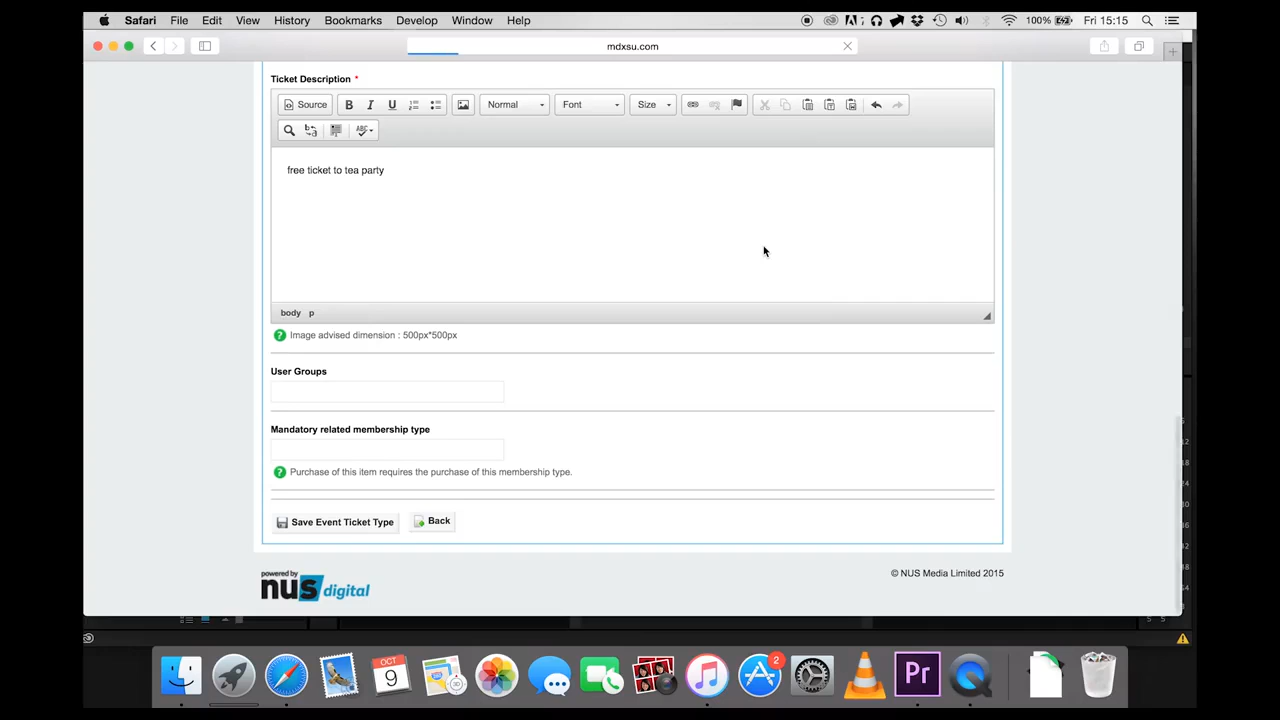 Safari File Edit View History Bookmarks Develop Window Help 100% Fri 15:15
mdxsu.com
Ticket Description *
Source B I U Normal Font Size
ABC
free ticket to tea party
body p
Image advised dimension : 500px*500px
User Groups
Mandatory related membership type
Purchase of this item requires the purchase of this membership type.
Save Event Ticket Type Back
powered by
nus digital
© NUS Media Limited 2015
OCT
9
2
Pr